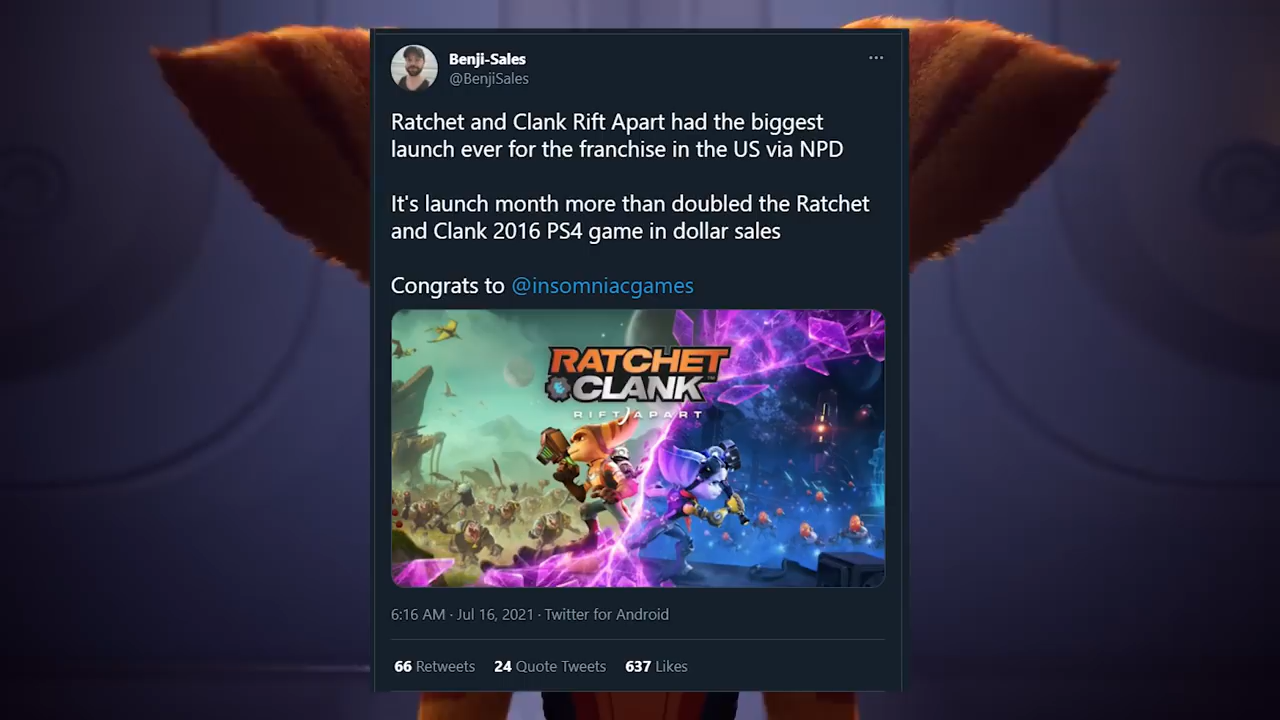 Benji-Sales
@BenjiSales
Ratchet and Clank Rift Apart had the biggest
launch ever for the franchise in the US via NPD
It's launch month more than doubled the Ratchet
and Clank 2016 PS4 game in dollar sales
Congrats to @insomniacgames
RATCHET
CLANK
RIFT APART
6:16 AM · Jul 16, 2021 · Twitter for Android
66 Retweets 24 Quote Tweets 637 Likes